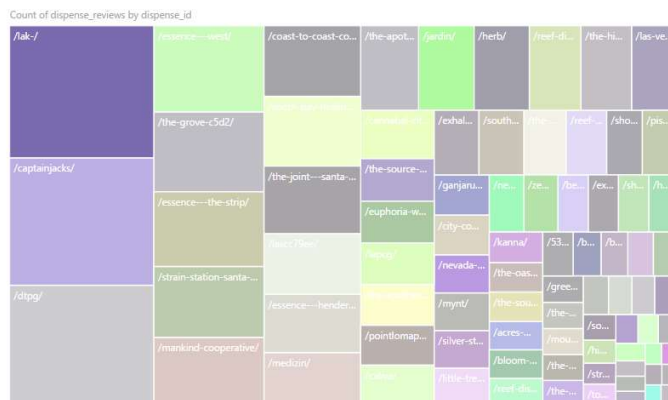 Count of dispense_reviews by dispense_id
/lak-/
/captainjacks/
/dtpg/
/essence---west/
/the-grove-c5d2/
/essence---the-strip/
/strain-station-santa-...
/mankind-cooperative/
/coast-to-coast-co...
/the-joint---santa-...
/essence---hender...
/medizin/
/the-apot...
/the-source-...
/euphoria-w...
/pointlomap...
/jardin/
/herb/
/reef-di...
/the-hi...
/las-ve...
/exhal...
/south...
/reef-...
/sho...
/pis...
/ganjaru...
/city-co...
/nevada-...
/mynt/
/silver-st...
/little-tre...
/ne...
/ze...
/be...
/ex...
/sh...
/h...
/kanna/
/the-oas...
/the-sou...
/acres-...
/bloom-...
/reef-dis...
/53...
/b...
/b...
/gree...
/the-...
/mou...
/the-...
/the-...
/so...
/hi...
/str...
/to...